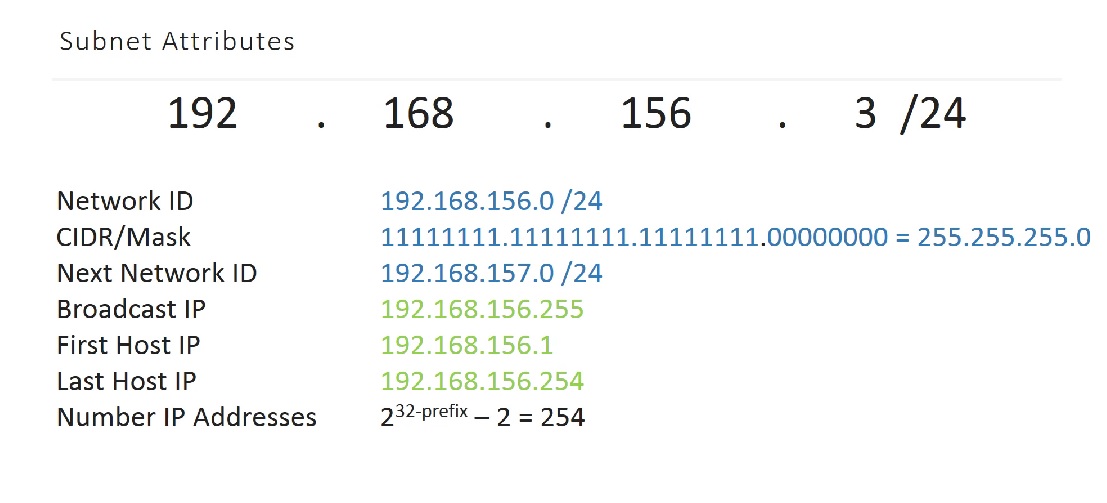 Subnet Attributes
192 . 168 . 156 . 3 /24
Network ID 192.168.156.0 /24
CIDR/Mask 11111111.11111111.11111111.00000000 = 255.255.255.0
Next Network ID 192.168.157.0 /24
Broadcast IP 192.168.156.255
First Host IP 192.168.156.1
Last Host IP 192.168.156.254
Number IP Addresses 2^32-prefix – 2 = 254